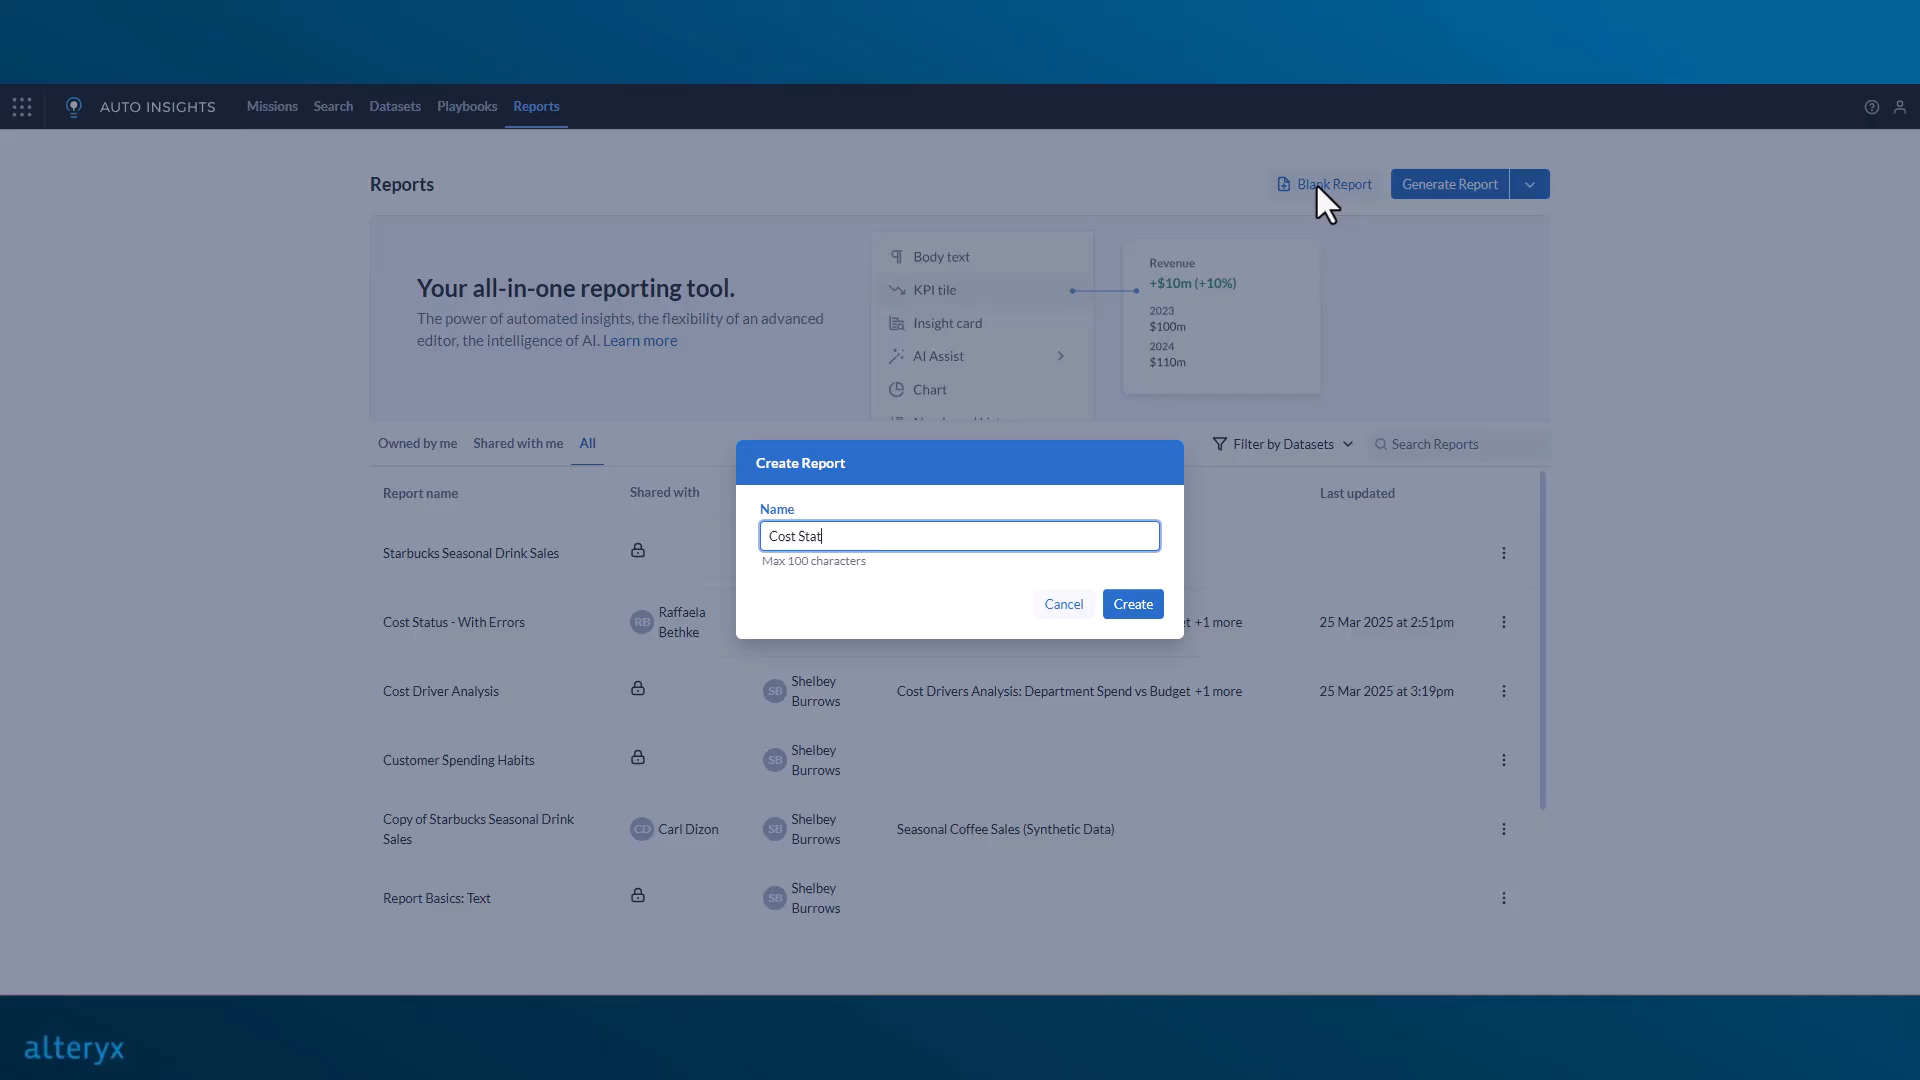 AUTO INSIGHTS
Missions
Search
Datasets
Playbooks
Reports
Reports
Blank Report
Generate Report
Your all-in-one reporting tool.
The power of automated insights, the flexibility of an advanced
editor, the intelligence of AI. Learn more
Body text
KPI tile
Insight card
AI Assist
Chart
Revenue
+$10m (+10%)
2023
$100m
2024
$110m
Owned by me
Shared with me
All
Filter by Datasets
Search Reports
Report name
Shared with
Last updated
Create Report
Name
Cost Stat
Max 100 characters
Cancel
Create
Starbucks Seasonal Drink Sales
Cost Status - With Errors
RB
Raffaela
Bethke
+1 more
25 Mar 2025 at 2:51pm
Cost Driver Analysis
SB
Shelbey
Burrows
Cost Drivers Analysis: Department Spend vs Budget +1 more
25 Mar 2025 at 3:19pm
Customer Spending Habits
SB
Shelbey
Burrows
Copy of Starbucks Seasonal Drink
Sales
CD
Carl Dizon
SB
Shelbey
Burrows
Seasonal Coffee Sales (Synthetic Data)
Report Basics: Text
SB
Shelbey
Burrows
alteryx